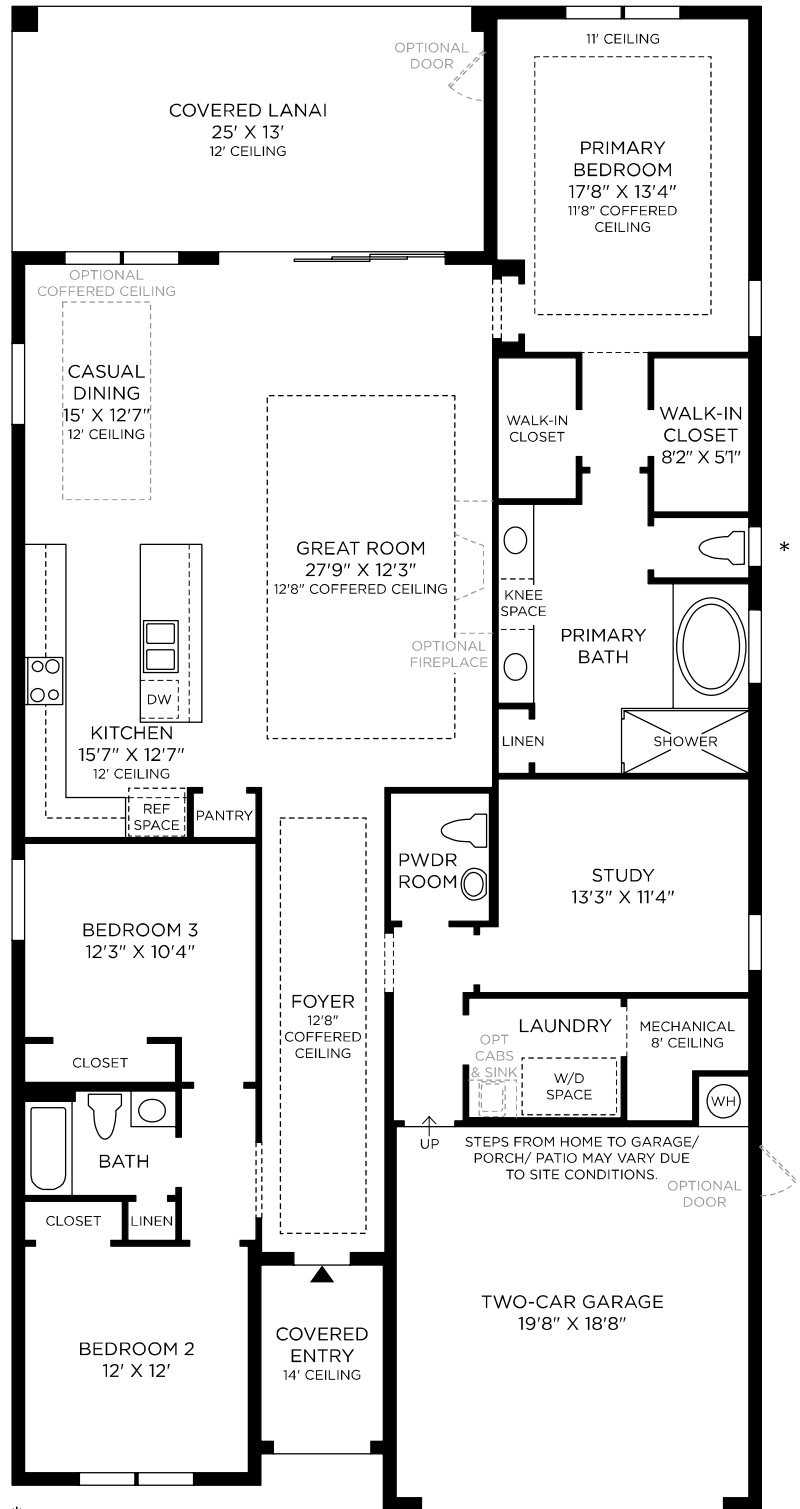 11' CEILING
OPTIONAL
DOOR
COVERED LANAI
25' X 13'
12' CEILING
PRIMARY
BEDROOM
17'8" X 13'4"
11'8" COFFERED
CEILING
OPTIONAL
COFFERED CEILING
CASUAL
DINING
15' X 12'7"
12' CEILING
WALK-IN
CLOSET
WALK-IN
CLOSET
8'2" X 5'1"
GREAT ROOM
27'9" X 12'3"
12'8" COFFERED CEILING
*
KNEE
SPACE
PRIMARY
BATH
OPTIONAL
FIREPLACE
DW
KITCHEN
15'7" X 12'7"
12' CEILING
LINEN
SHOWER
REF
SPACE
PANTRY
PWDR
ROOM
STUDY
13'3" X 11'4"
BEDROOM 3
12'3" X 10'4"
FOYER
12'8"
COFFERED
CEILING
LAUNDRY
MECHANICAL
8' CEILING
OPT
CABS
& SINK
W/D
SPACE
CLOSET
WH
UP
STEPS FROM HOME TO GARAGE/
PORCH/ PATIO MAY VARY DUE
TO SITE CONDITIONS.
BATH
OPTIONAL
DOOR
CLOSET
LINEN
TWO-CAR GARAGE
19'8" X 18'8"
COVERED
ENTRY
14' CEILING
BEDROOM 2
12' X 12'
*